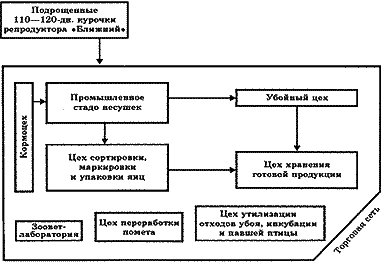 Подрощенные
110—120-дн. курочки
репродуктора «Ближний»
Кормоцех
Промышленное
стадо несушек
Убойный цех
Цех сортировки,
маркировки
и упаковки яиц
Цех хранения
готовой продукции
Зоовет-
лаборатория
Цех переработки
помета
Цех утилизации
отходов убоя, инкубации
и павшей птицы
Торговая сеть